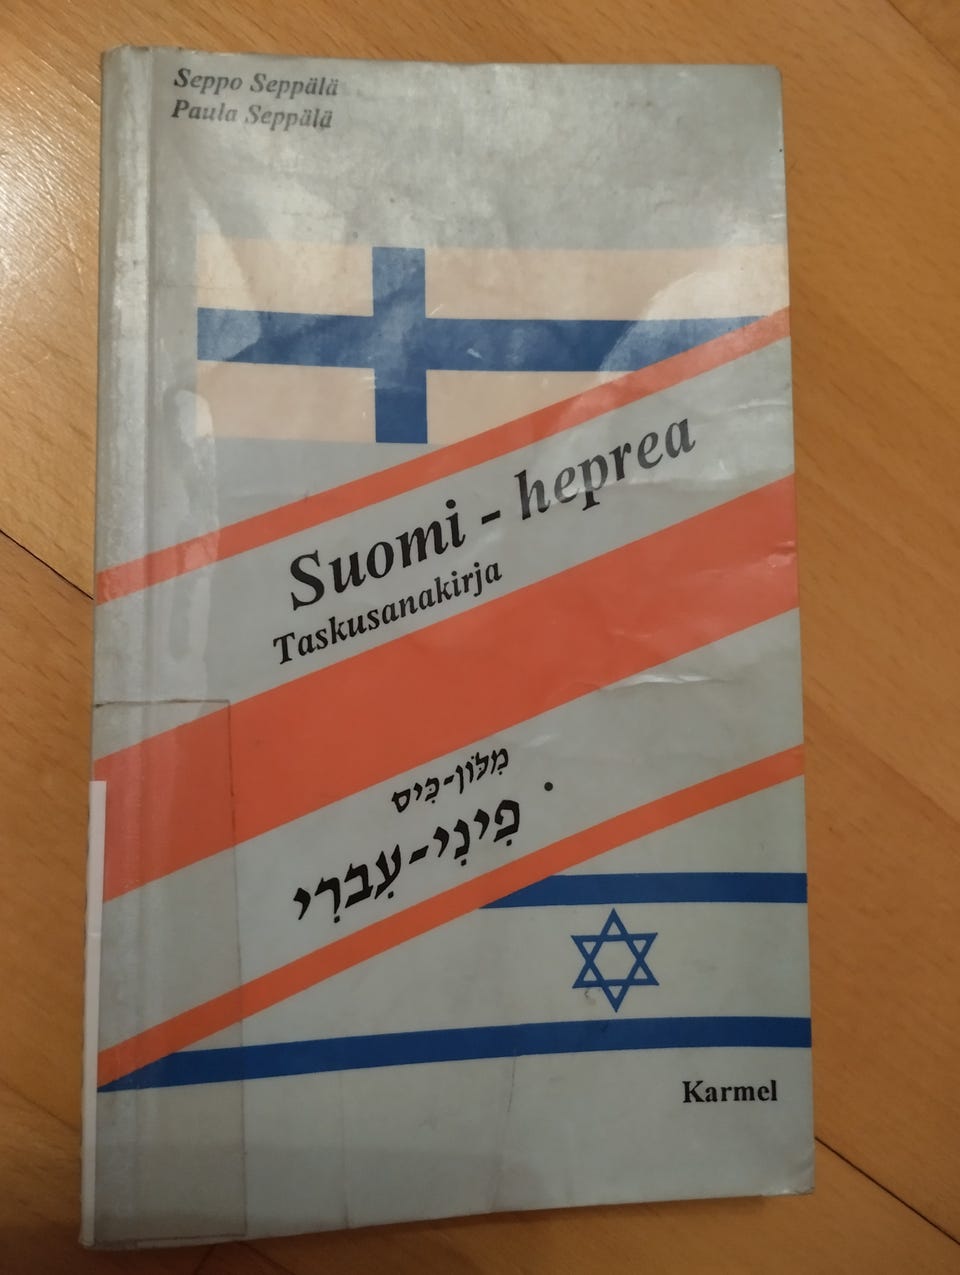 Seppo Seppälä
Paula Seppälä
Suomi - heprea
Taskusanakirja
מִלּוֹן-כִּיס
פִינִי-עִבְרִי
Karmel